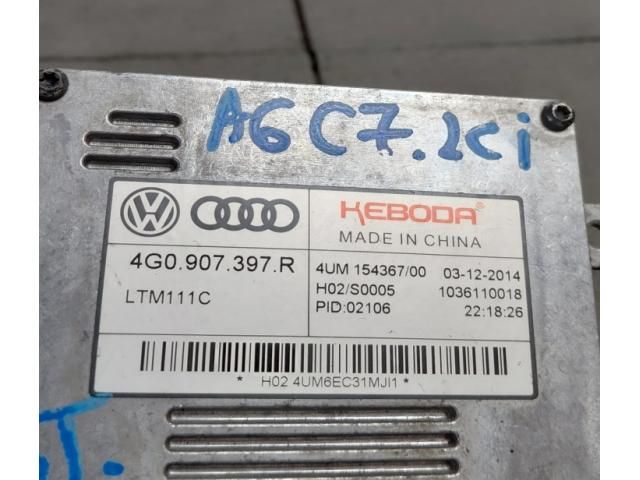 A6 C7.2ci
KEBODA
MADE IN CHINA
4G0.907.397.R
4UM 154367/00 03-12-2014
LTM111C
H02/S0005 1036110018
PID:02106 22:18:26
* H02 4UM6EC31MJI1 *